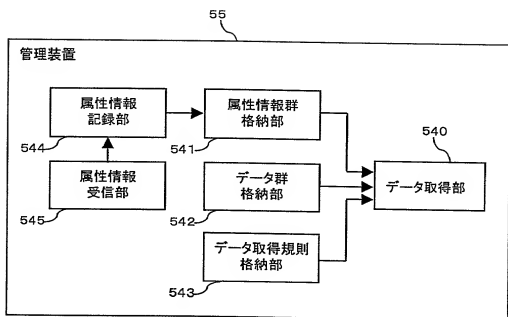 55
管理装置
属性情報
記録部
544
属性情報群
格納部
541
540
データ取得部
属性情報
受信部
545
データ群
格納部
542
データ取得規則
格納部
543